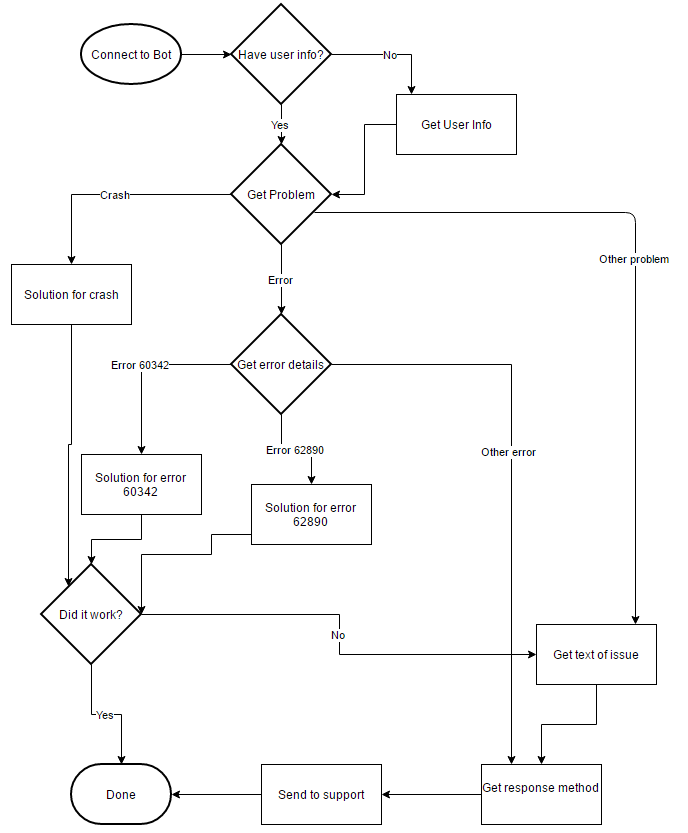 Connect to Bot
Have user info?
No
Get User Info
Yes
Get Problem
Crash
Other problem
Error
Solution for crash
Get error details
Error 60342
Error 62890
Other error
Solution for error
60342
Solution for error
62890
Did it work?
No
Get text of issue
Yes
Done
Send to support
Get response method